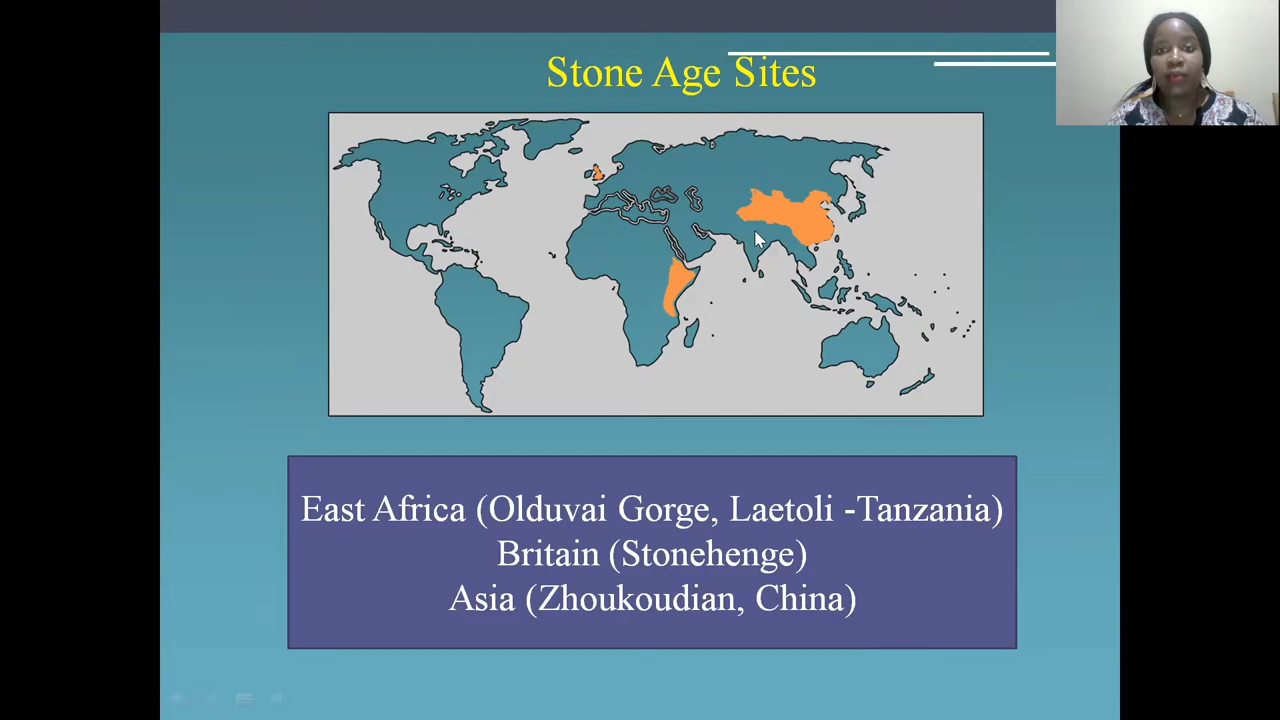 Stone Age Sites
East Africa (Olduvai Gorge, Laetoli -Tanzania)
Britain (Stonehenge)
Asia (Zhoukoudian, China)